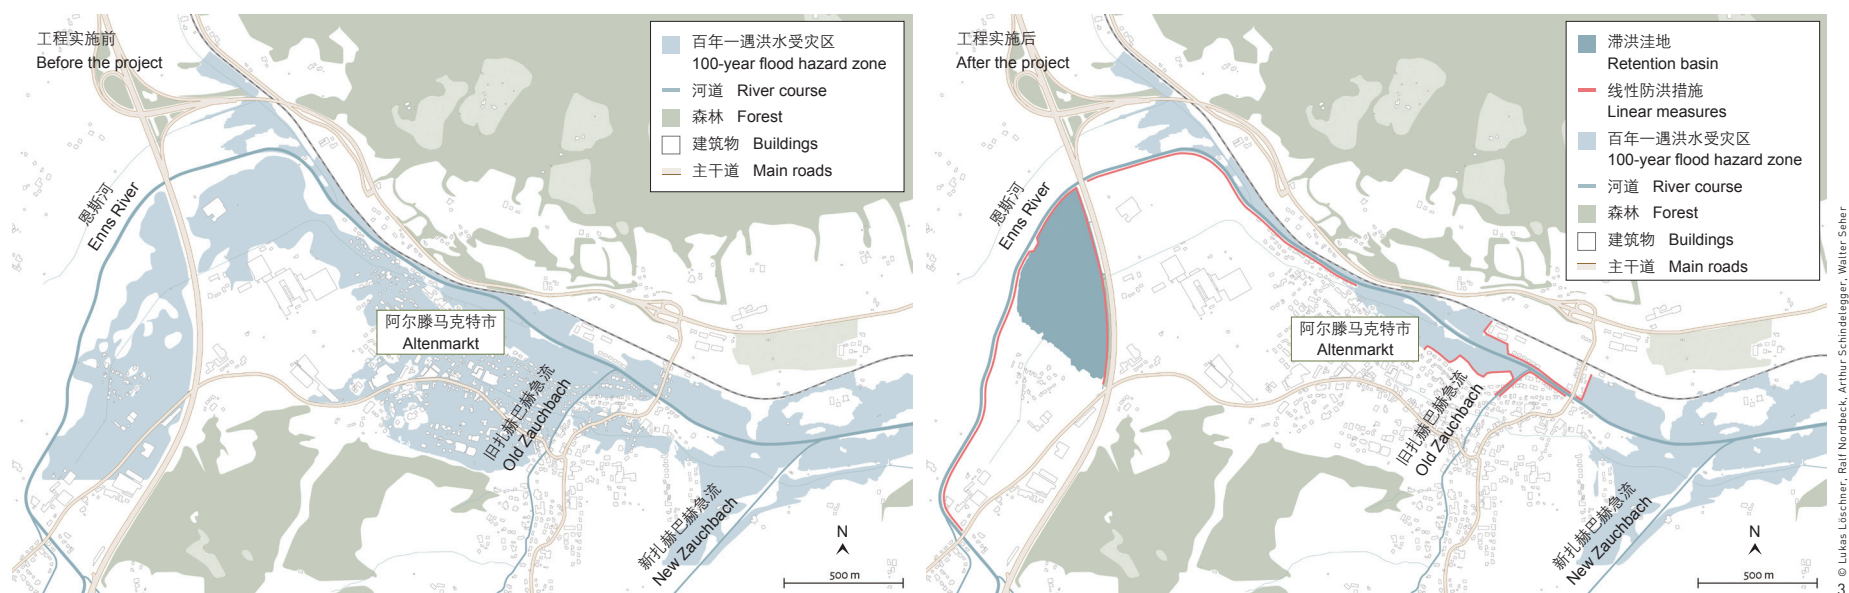 工程实施前
Before the project
百年一遇洪水受灾区
100-year flood hazard zone
河道 River course
森林 Forest
建筑物 Buildings
主干道 Main roads
恩斯河
Enns River
阿尔滕马克特市
Altenmarkt
旧扎赫巴赫急流
Old Zauchbach
新扎赫巴赫急流
New Zauchbach
N
500 m
工程实施后
After the project
滞洪洼地
Retention basin
线性防洪措施
Linear measures
百年一遇洪水受灾区
100-year flood hazard zone
河道 River course
森林 Forest
建筑物 Buildings
主干道 Main roads
恩斯河
Enns River
阿尔滕马克特市
Altenmarkt
旧扎赫巴赫急流
Old Zauchbach
新扎赫巴赫急流
New Zauchbach
N
500 m
© Lukas Löschner, Ralf Nordbeck, Arthur Schindelegger, Walter Seher
3